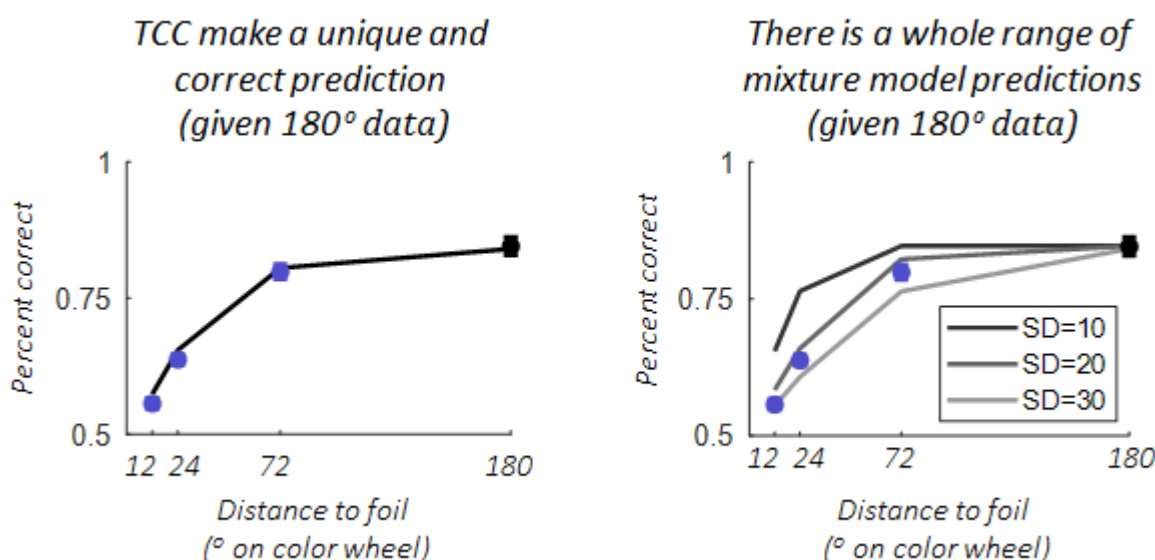 TCC make a unique and
correct prediction
(given 180° data)
1
0.75
0.5
Percent correct
12 24 72 180
Distance to foil
(° on color wheel)
There is a whole range of
mixture model predictions
(given 180° data)
1
0.75
0.5
Percent correct
SD=10
SD=20
SD=30
12 24 72 180
Distance to foil
(° on color wheel)